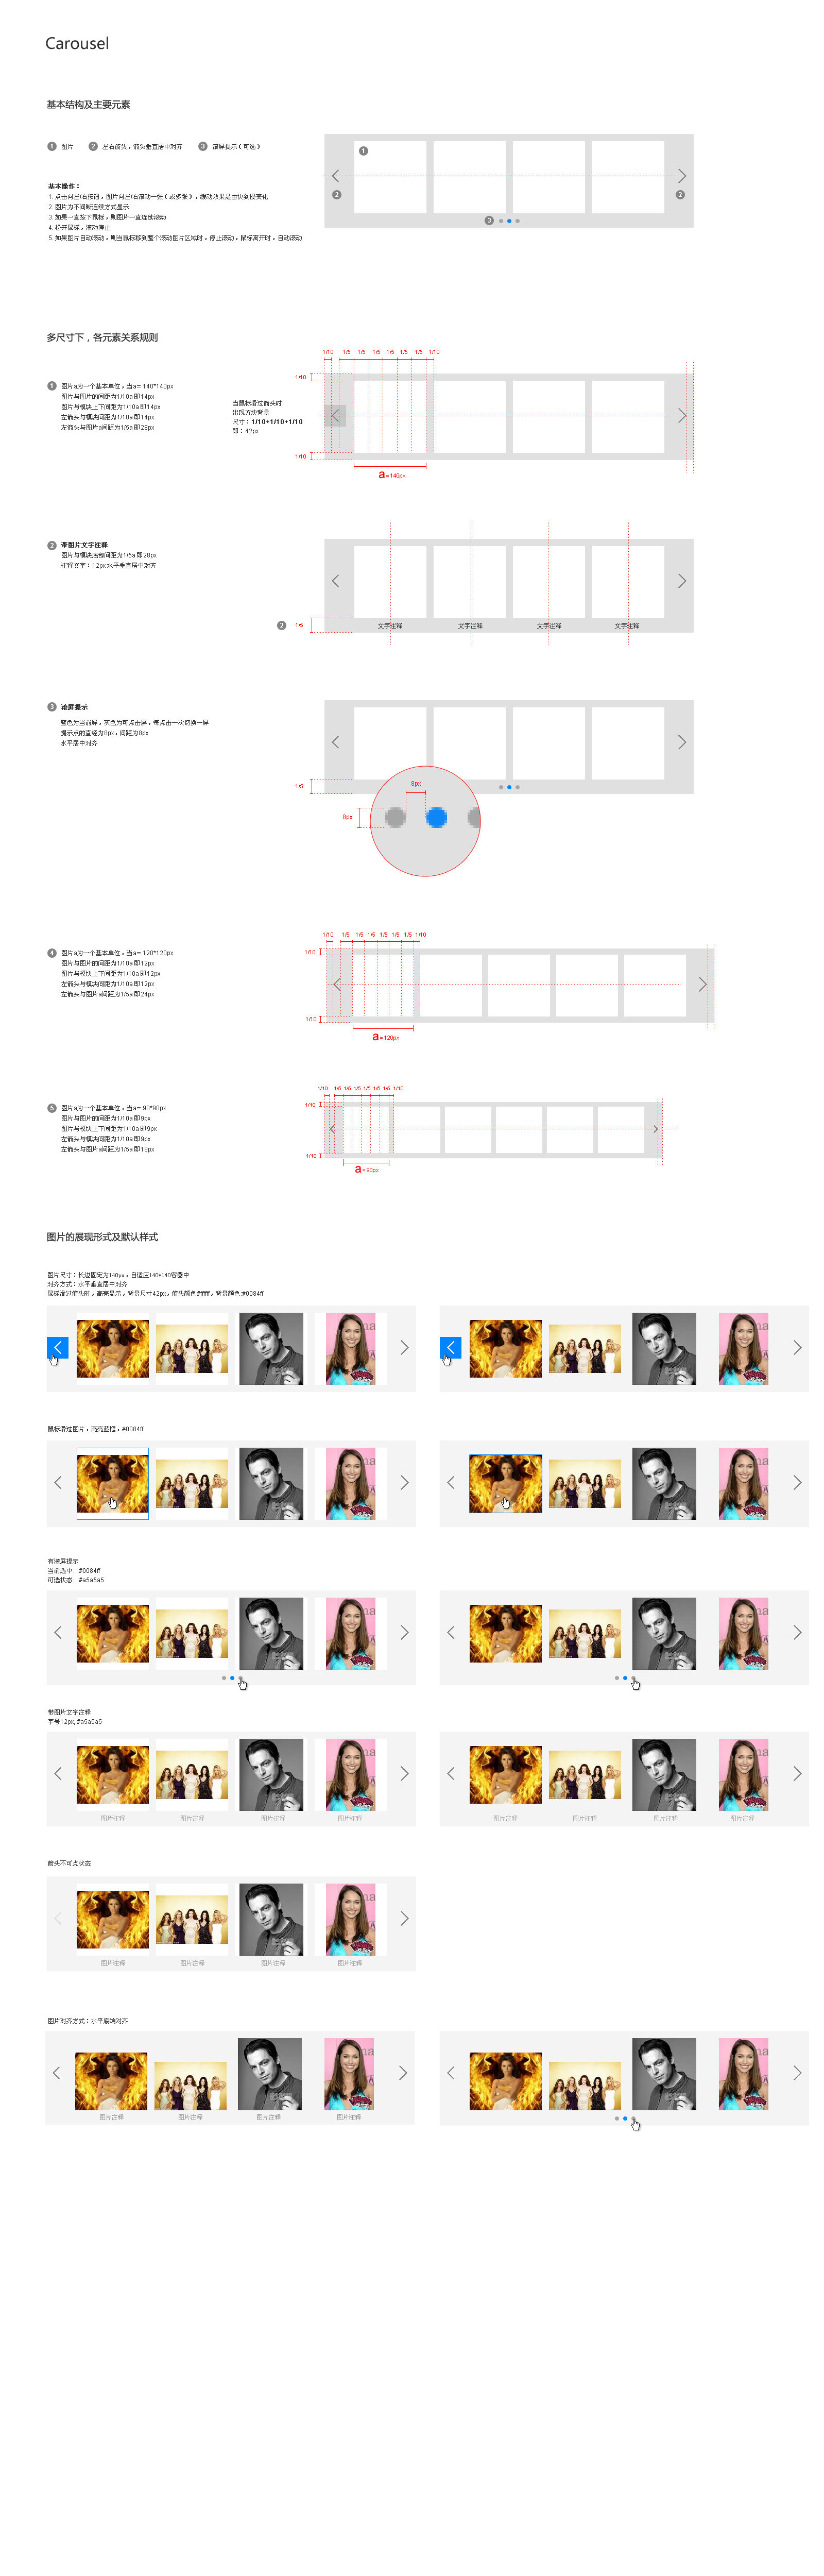 Carousel
基本结构及主要元素
1 图片 2 左右箭头，箭头垂直居中对齐 3 滚屏提示（可选）
1
2
2
3
基本操作：
1. 点击向左/右按钮，图片向左/右滚动一张（或多张），缓动效果是由快到慢变化
2. 图片为不间断连续方式显示
3. 如果一直按下鼠标，则图片一直连续滚动
4. 松开鼠标，滚动停止
5. 如果图片自动滚动，则当鼠标移到整个滚动图片区域时，停止滚动，鼠标离开时，自动滚动
多尺寸下，各元素关系规则
1/10 1/5 1/5 1/5 1/5 1/5 1/5 1/10
1/10
1 图片a为一个基本单位，当a= 140*140px
图片与图片的间距为1/10a 即14px
图片与模块上下间距为1/10a 即14px
左箭头与模块间距为1/10a 即14px
左箭头与图片a间距为1/5a 即28px
当鼠标滑过箭头时
出现方块背景
尺寸：1/10+1/10+1/10
即：42px
1/10
a=140px
2 带图片文字注释
图片与模块底部间距为1/5a 即28px
注释文字：12px 水平垂直居中对齐
2 1/5
文字注释 文字注释 文字注释 文字注释
3 滚屏提示
蓝色为当前屏，灰色为可点击屏，每点击一次切换一屏
提示点的直径为8px，间距为8px
水平居中对齐
1/5
8px
8px
1/10 1/5 1/5 1/5 1/5 1/5 1/5 1/10
1/10
4 图片a为一个基本单位，当a= 120*120px
图片与图片的间距为1/10a 即12px
图片与模块上下间距为1/10a 即12px
左箭头与模块间距为1/10a 即12px
左箭头与图片a间距为1/5a 即24px
1/10
a=120px
1/10 1/5 1/5 1/5 1/5 1/5 1/5 1/10
1/10
5 图片a为一个基本单位，当a= 90*90px
图片与图片的间距为1/10a 即9px
图片与模块上下间距为1/10a 即9px
左箭头与模块间距为1/10a 即9px
左箭头与图片a间距为1/5a 即18px
1/10
a=90px
图片的展现形式及默认样式
图片尺寸：长边固定为140px，自适应140*140容器中
对齐方式：水平垂直居中对齐
鼠标滑过箭头时，高亮显示，背景尺寸42px，箭头颜色#ffffff，背景颜色:#0084ff
鼠标滑过图片，高亮蓝框，#0084ff
有滚屏提示
当前选中：#0084ff
可选状态：#a5a5a5
带图片文字注释
字号12px, #a5a5a5
图片注释 图片注释 图片注释 图片注释
图片注释 图片注释 图片注释 图片注释
箭头不可点状态
图片注释 图片注释 图片注释 图片注释
图片对齐方式：水平底端对齐
图片注释 图片注释 图片注释 图片注释